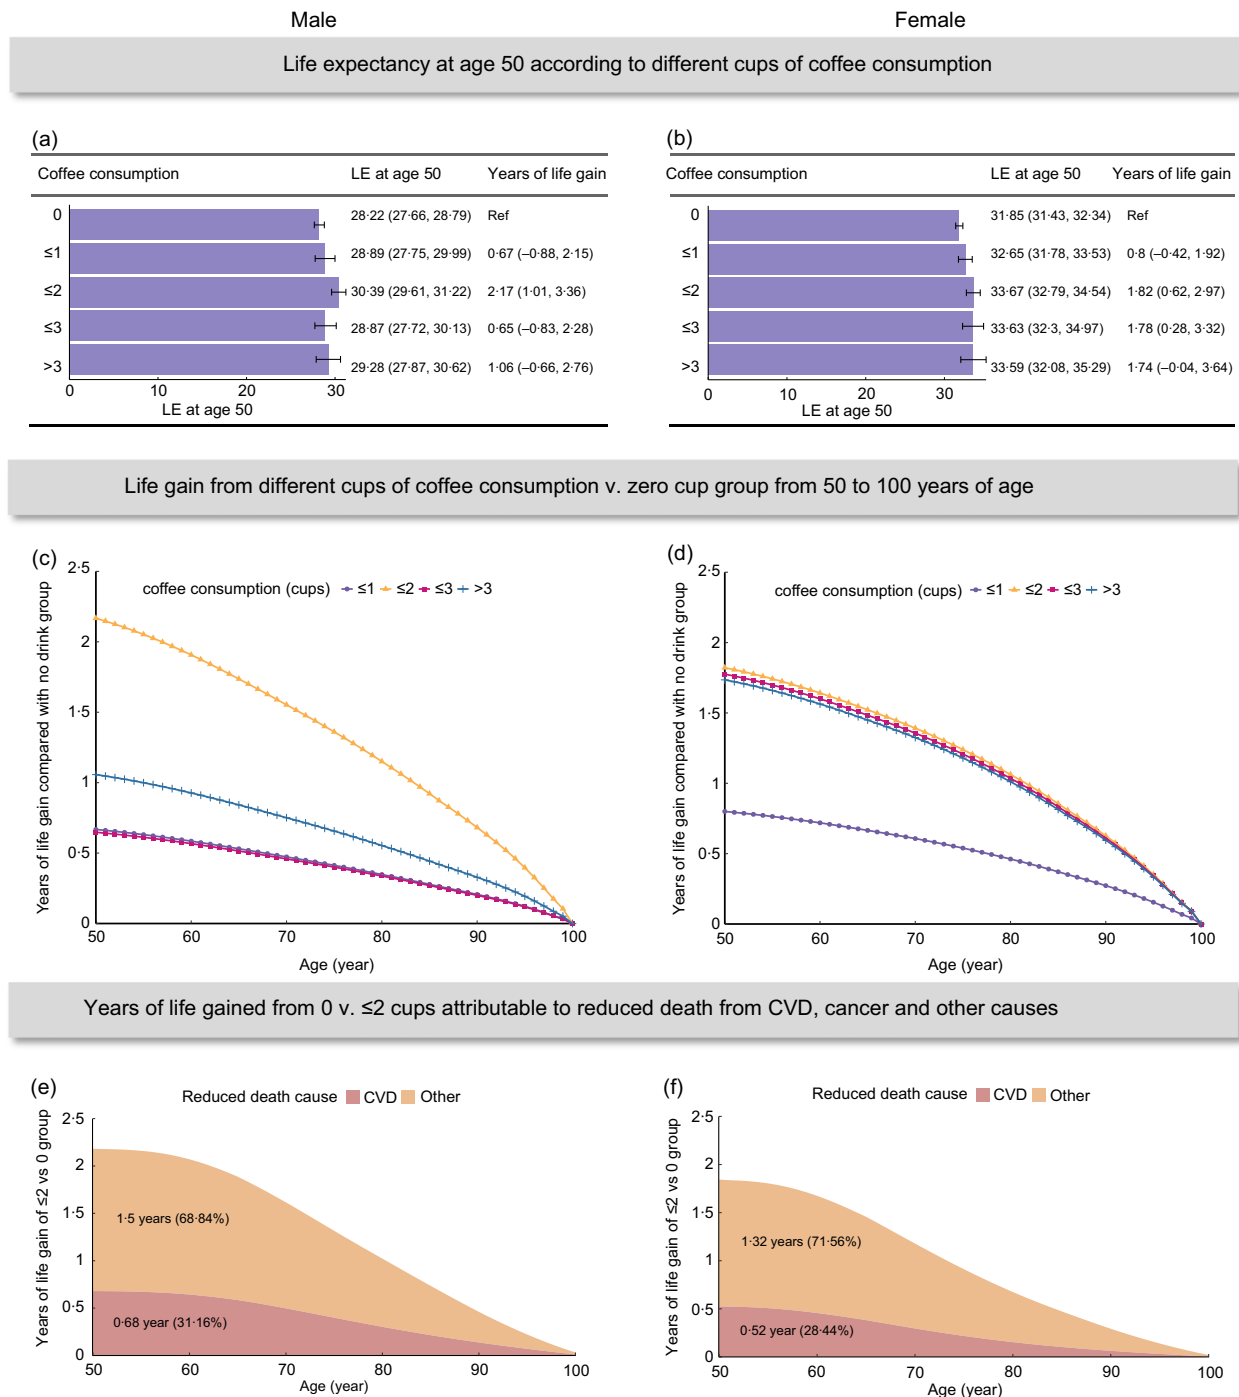 Male
Female
Life expectancy at age 50 according to different cups of coffee consumption
(a)
Coffee consumption LE at age 50 Years of life gain
0 28·22 (27·66, 28·79) Ref
≤1 28·89 (27·75, 29·99) 0·67 (–0·88, 2·15)
≤2 30·39 (29·61, 31·22) 2·17 (1·01, 3·36)
≤3 28·87 (27·72, 30·13) 0·65 (–0·83, 2·28)
>3 29·28 (27·87, 30·62) 1·06 (–0·66, 2·76)
0 10 20 30
LE at age 50
(b)
Coffee consumption LE at age 50 Years of life gain
0 31·85 (31·43, 32·34) Ref
≤1 32·65 (31·78, 33·53) 0·8 (–0·42, 1·92)
≤2 33·67 (32·79, 34·54) 1·82 (0·62, 2·97)
≤3 33·63 (32·3, 34·97) 1·78 (0·28, 3·32)
>3 33·59 (32·08, 35·29) 1·74 (–0·04, 3·64)
0 10 20 30
LE at age 50
Life gain from different cups of coffee consumption v. zero cup group from 50 to 100 years of age
(c)
coffee consumption (cups) ≤1 ≤2 ≤3 >3
Years of life gain compared with no drink group
2·5
2
1·5
1
0·5
0
50 60 70 80 90 100
Age (year)
(d)
coffee consumption (cups) ≤1 ≤2 ≤3 >3
Years of life gain compared with no drink group
2·5
2
1·5
1
0·5
0
50 60 70 80 90 100
Age (year)
Years of life gained from 0 v. ≤2 cups attributable to reduced death from CVD, cancer and other causes
(e)
Reduced death cause CVD Other
Years of life gain of ≤2 vs 0 group
2·5
2
1·5
1
0·5
0
1·5 years (68·84%)
0·68 year (31·16%)
50 60 70 80 90 100
Age (year)
(f)
Reduced death cause CVD Other
Years of life gain of ≤2 vs 0 group
2·5
2
1·5
1
0·5
0
1·32 years (71·56%)
0·52 year (28·44%)
50 60 70 80 90 100
Age (year)